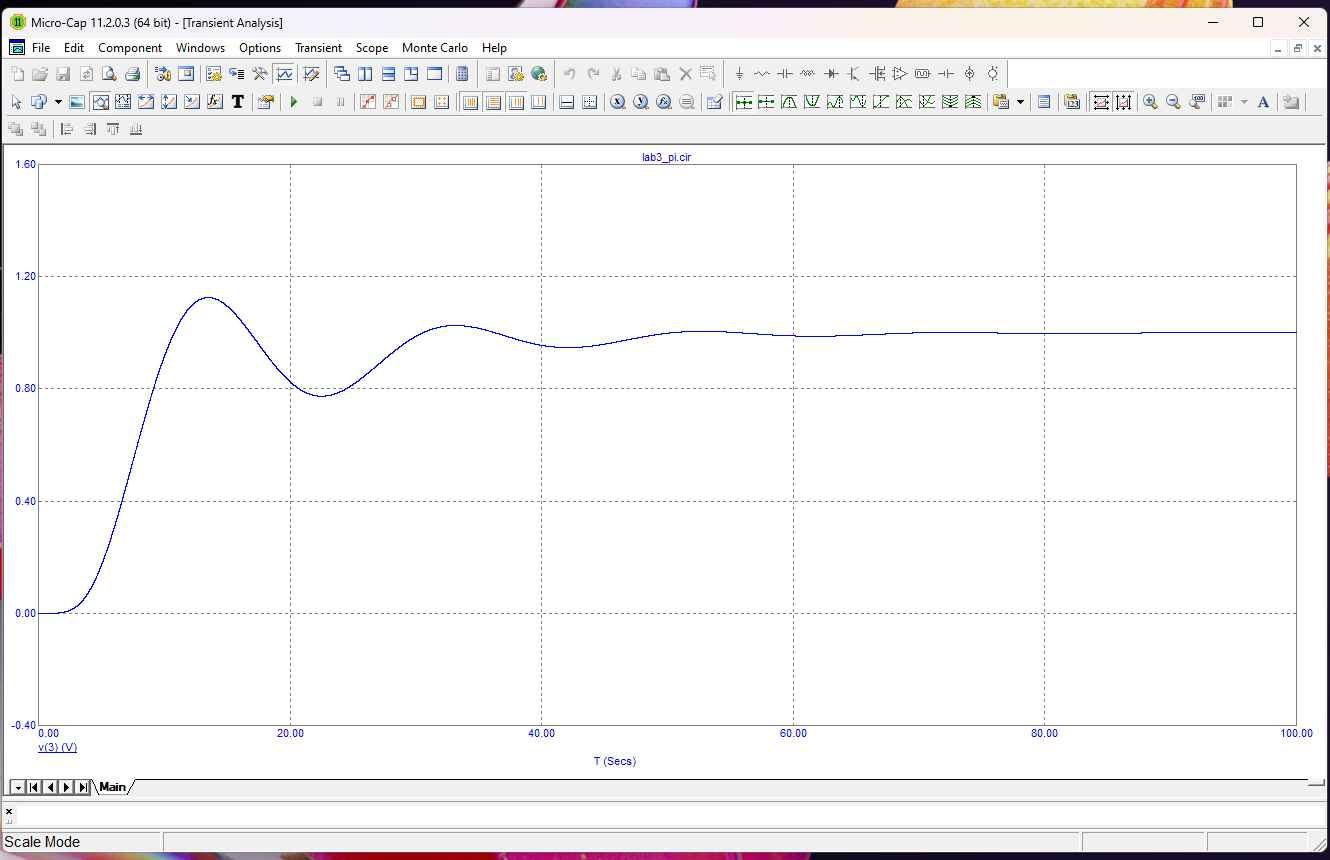 Micro-Cap 11.2.0.3 (64 bit) - [Transient Analysis]
File Edit Component Windows Options Transient Scope Monte Carlo Help
lab3_pi.cir
1.60
1.20
0.80
0.40
0.00
-0.40
0.00 20.00 40.00 60.00 80.00 100.00
v(3) (V)
T (Secs)
Main
Scale Mode